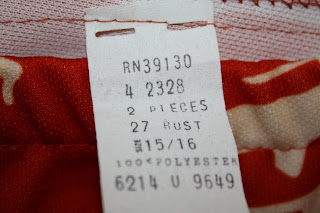 RN39130
4 2328
2 PIECES
27 RUST
15/16
100% POLYESTER
6214 U 9649